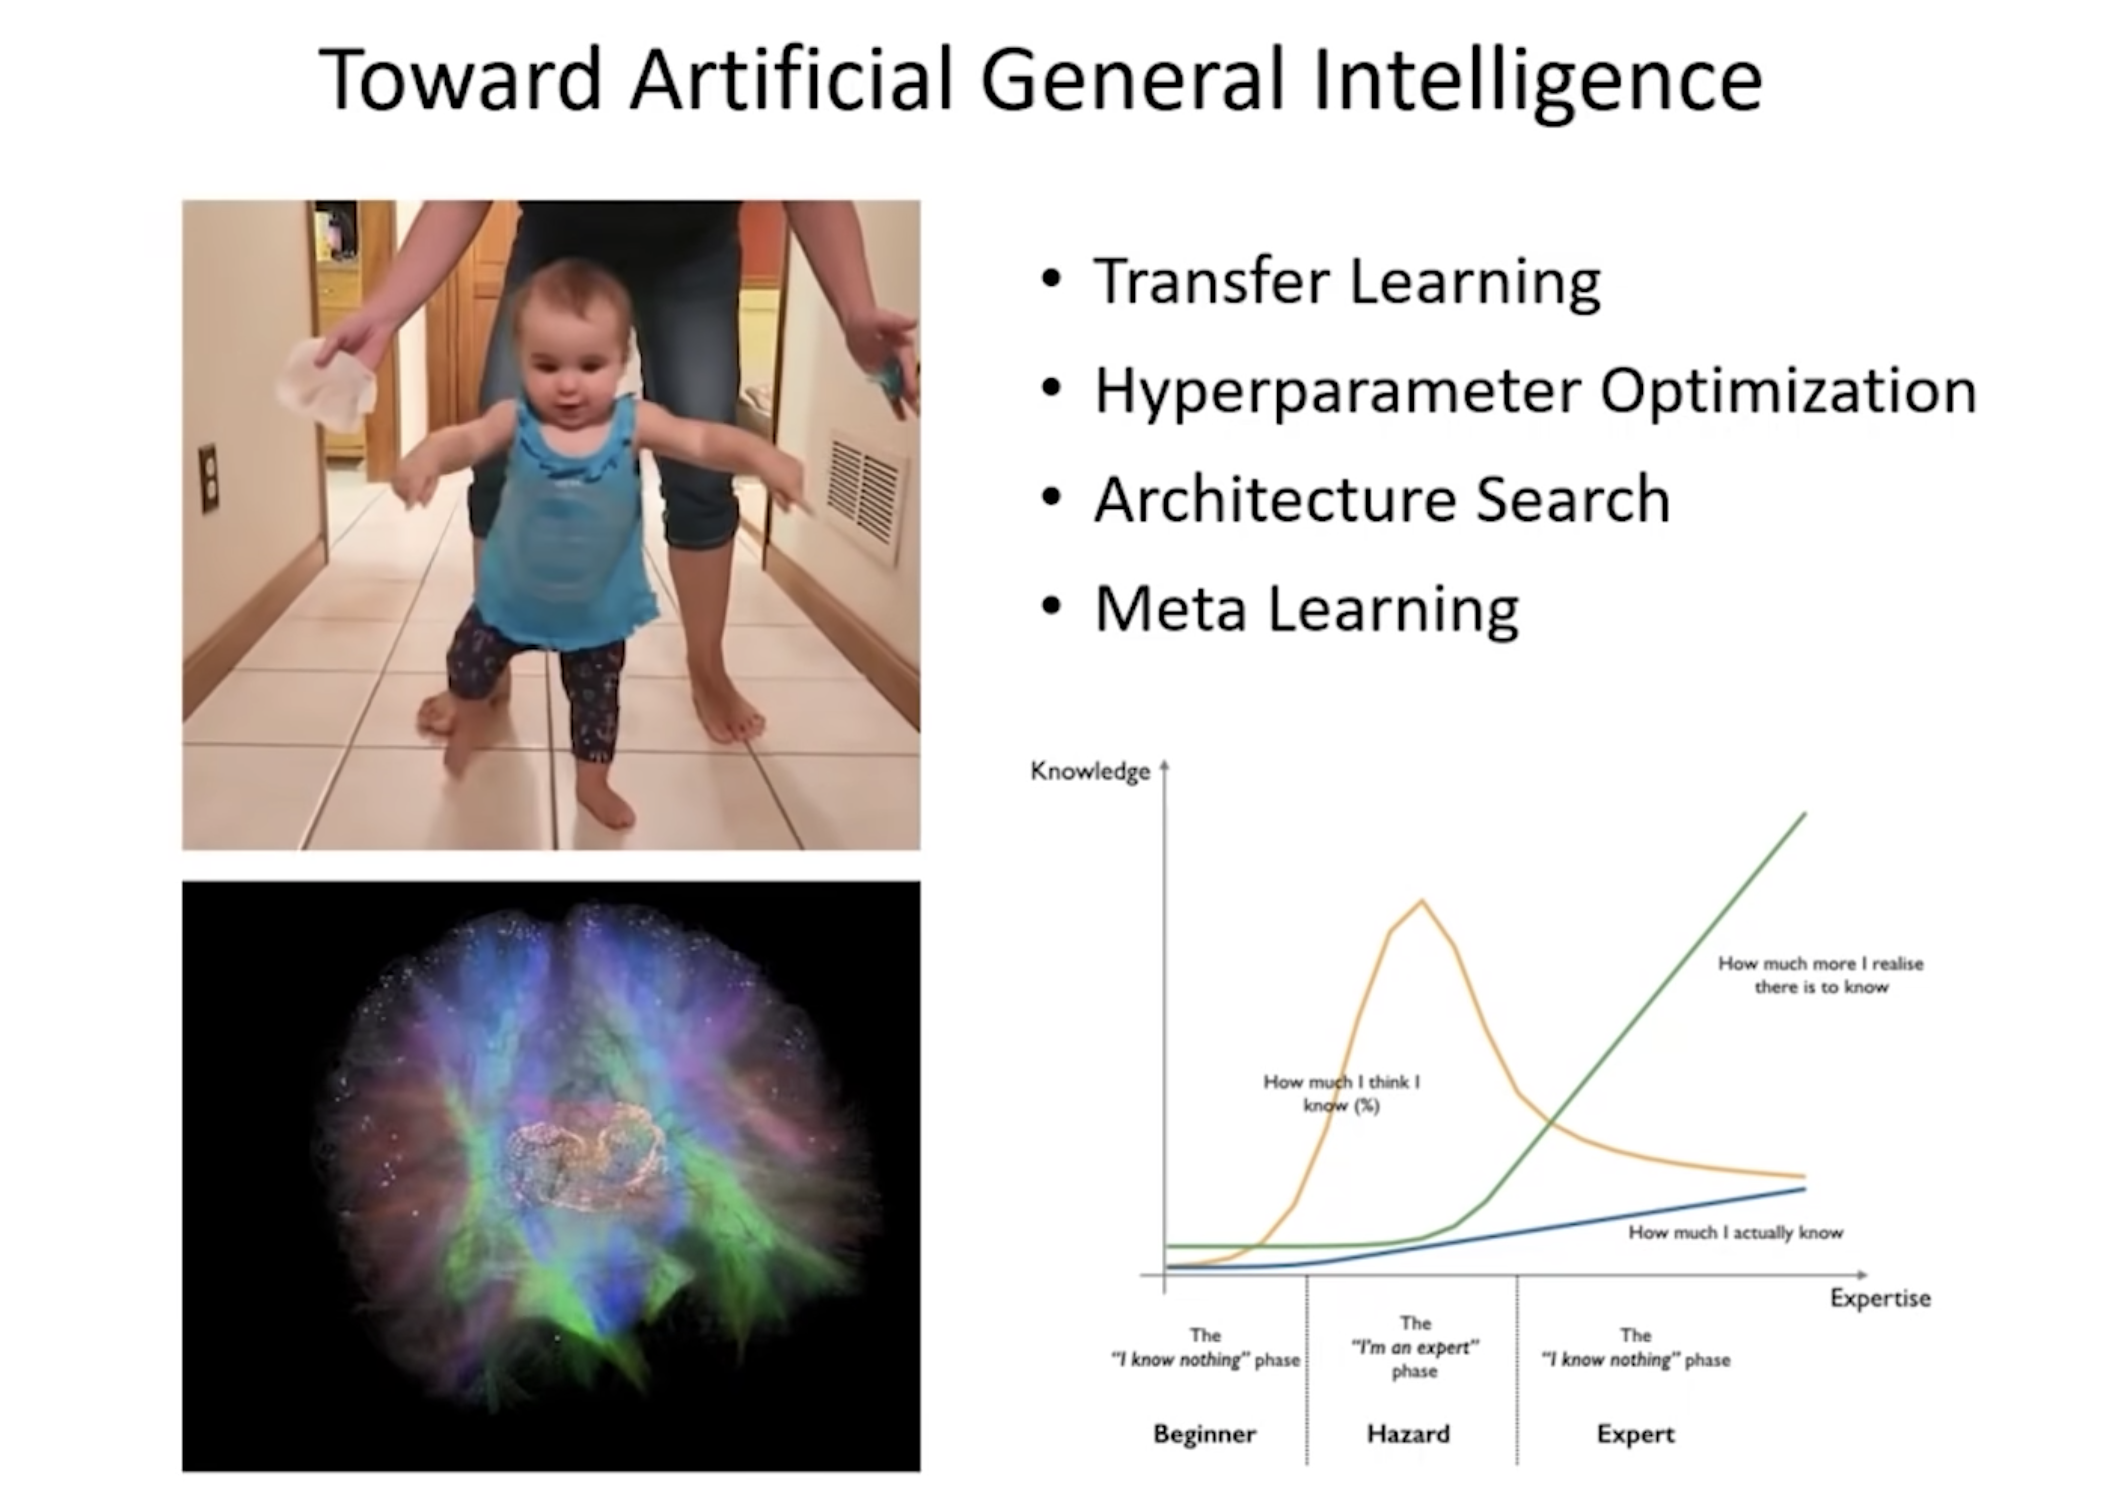 Toward Artificial General Intelligence
• Transfer Learning
• Hyperparameter Optimization
• Architecture Search
• Meta Learning
Knowledge
How much more I realise
there is to know
How much I think I
know (%)
How much I actually know
Expertise
The
"I know nothing" phase
The
"I'm an expert"
phase
The
"I know nothing" phase
Beginner
Hazard
Expert